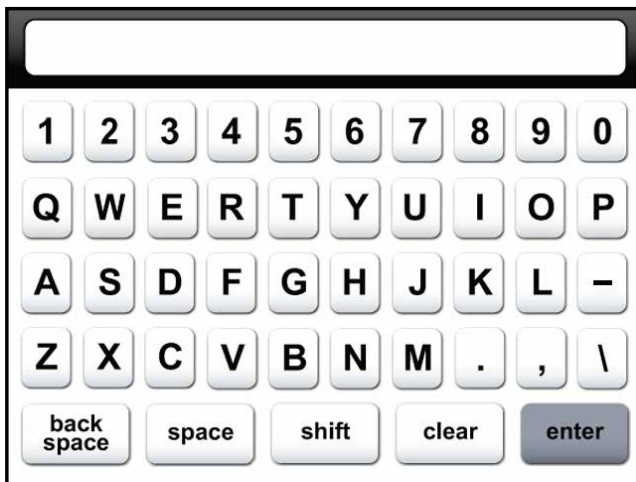 1 2 3 4 5 6 7 8 9 0
Q W E R T Y U I O P
A S D F G H J K L –
Z X C V B N M . , \
back space space shift clear enter